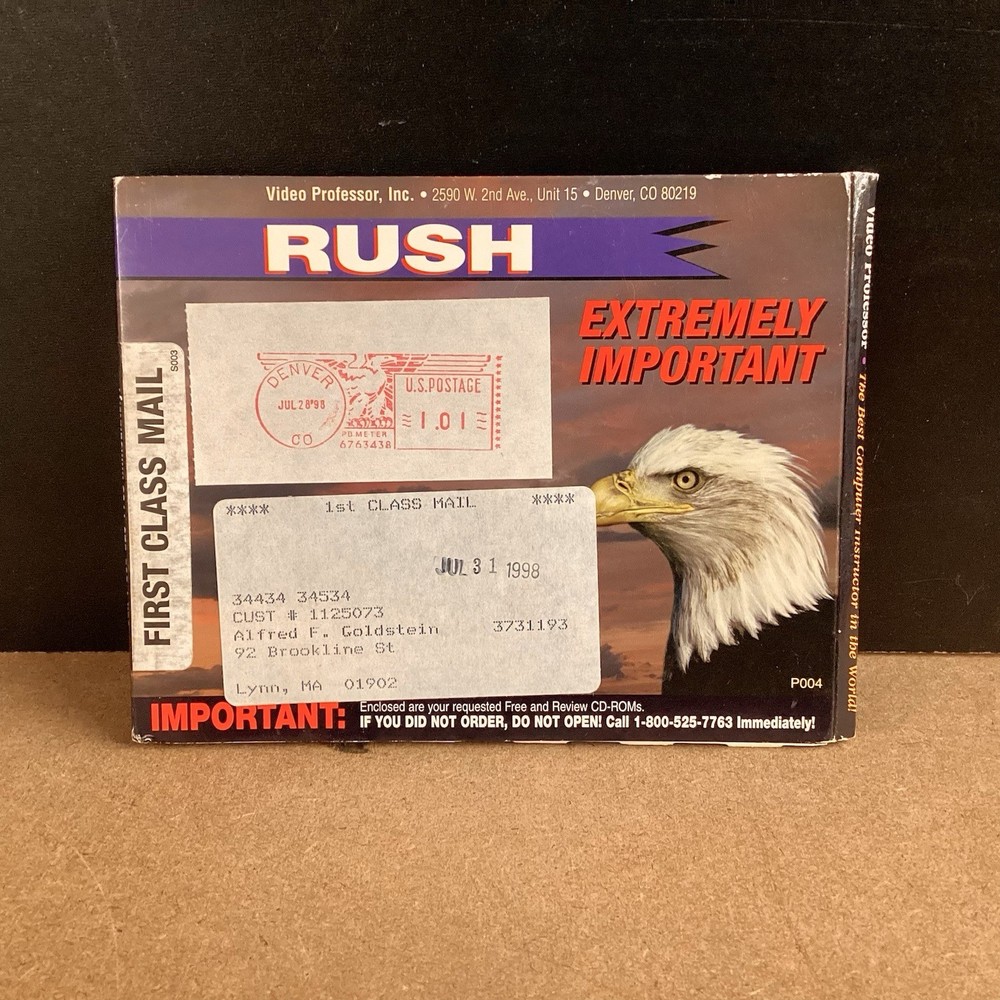 Video Professor, Inc. • 2590 W. 2nd Ave., Unit 15 • Denver, CO 80219
RUSH
EXTREMELY
IMPORTANT
FIRST CLASS MAIL
S003
DENVER
JUL 28 '98
CO
PB METER
6763438
U.S. POSTAGE
1.01
**** 1st CLASS MAIL ****
JUL 31 1998
34434 34534
CUST # 1125073
Alfred F. Goldstein 3731193
92 Brookline St
Lynn, MA 01902
P004
IMPORTANT:
Enclosed are your requested Free and Review CD-ROMs.
IF YOU DID NOT ORDER, DO NOT OPEN! Call 1-800-525-7763 Immediately!
Video Professor • The Best Computer Instructor in the World!